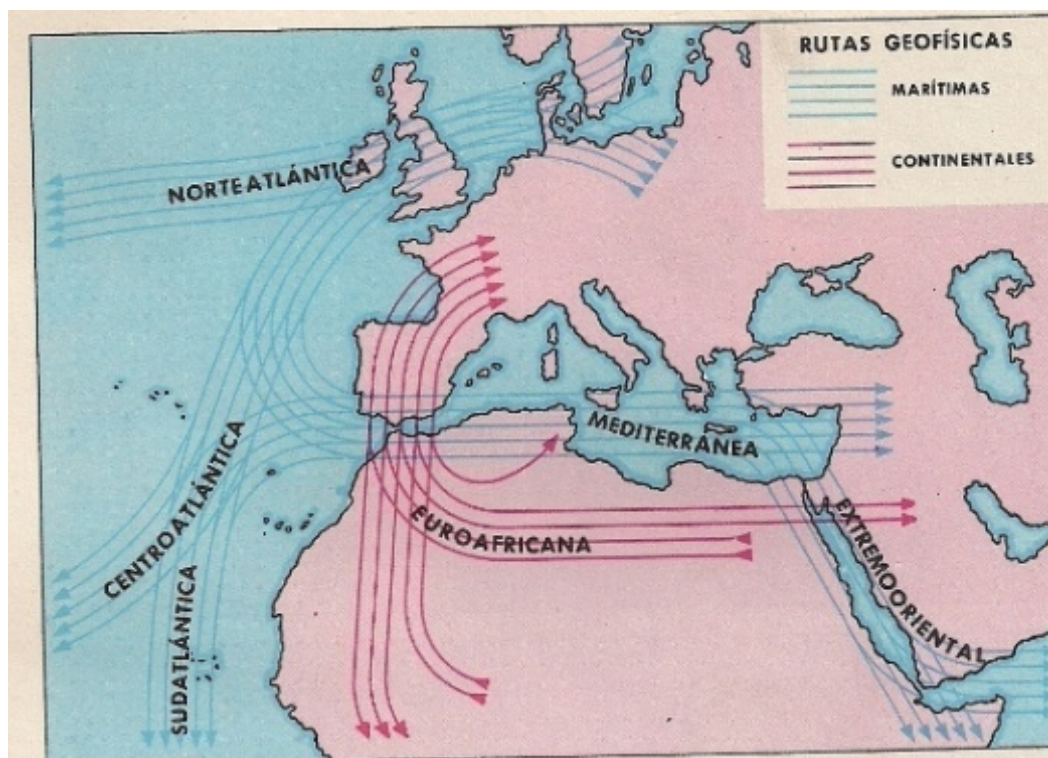 RUTAS GEOFÍSICAS
MARÍTIMAS
CONTINENTALES
NORTEATLÁNTICA
MEDITERRÁNEA
CENTROATLÁNTICA
EUROAFRICANA
EXTREMOORIENTAL
SUDATLÁNTICA